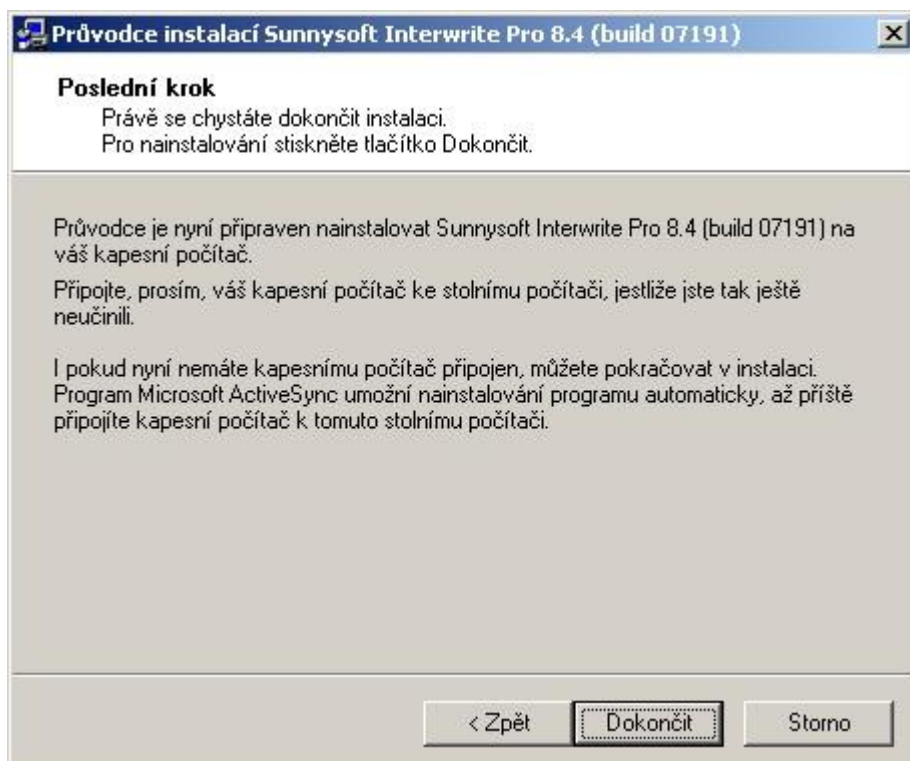 Průvodce instalací Sunnysoft Interwrite Pro 8.4 (build 07191)
Poslední krok
Právě se chystáte dokončit instalaci.
Pro nainstalování stiskněte tlačítko Dokončit.
Průvodce je nyní připraven nainstalovat Sunnysoft Interwrite Pro 8.4 (build 07191) na
váš kapesní počítač.
Připojte, prosím, váš kapesní počítač ke stolnímu počítači, jestliže jste tak ještě
neučinili.
I pokud nyní nemáte kapesnímu počítač připojen, můžete pokračovat v instalaci.
Program Microsoft ActiveSync umožní nainstalování programu automaticky, až příště
připojíte kapesní počítač k tomuto stolnímu počítači.
< Zpět
Dokončit
Storno